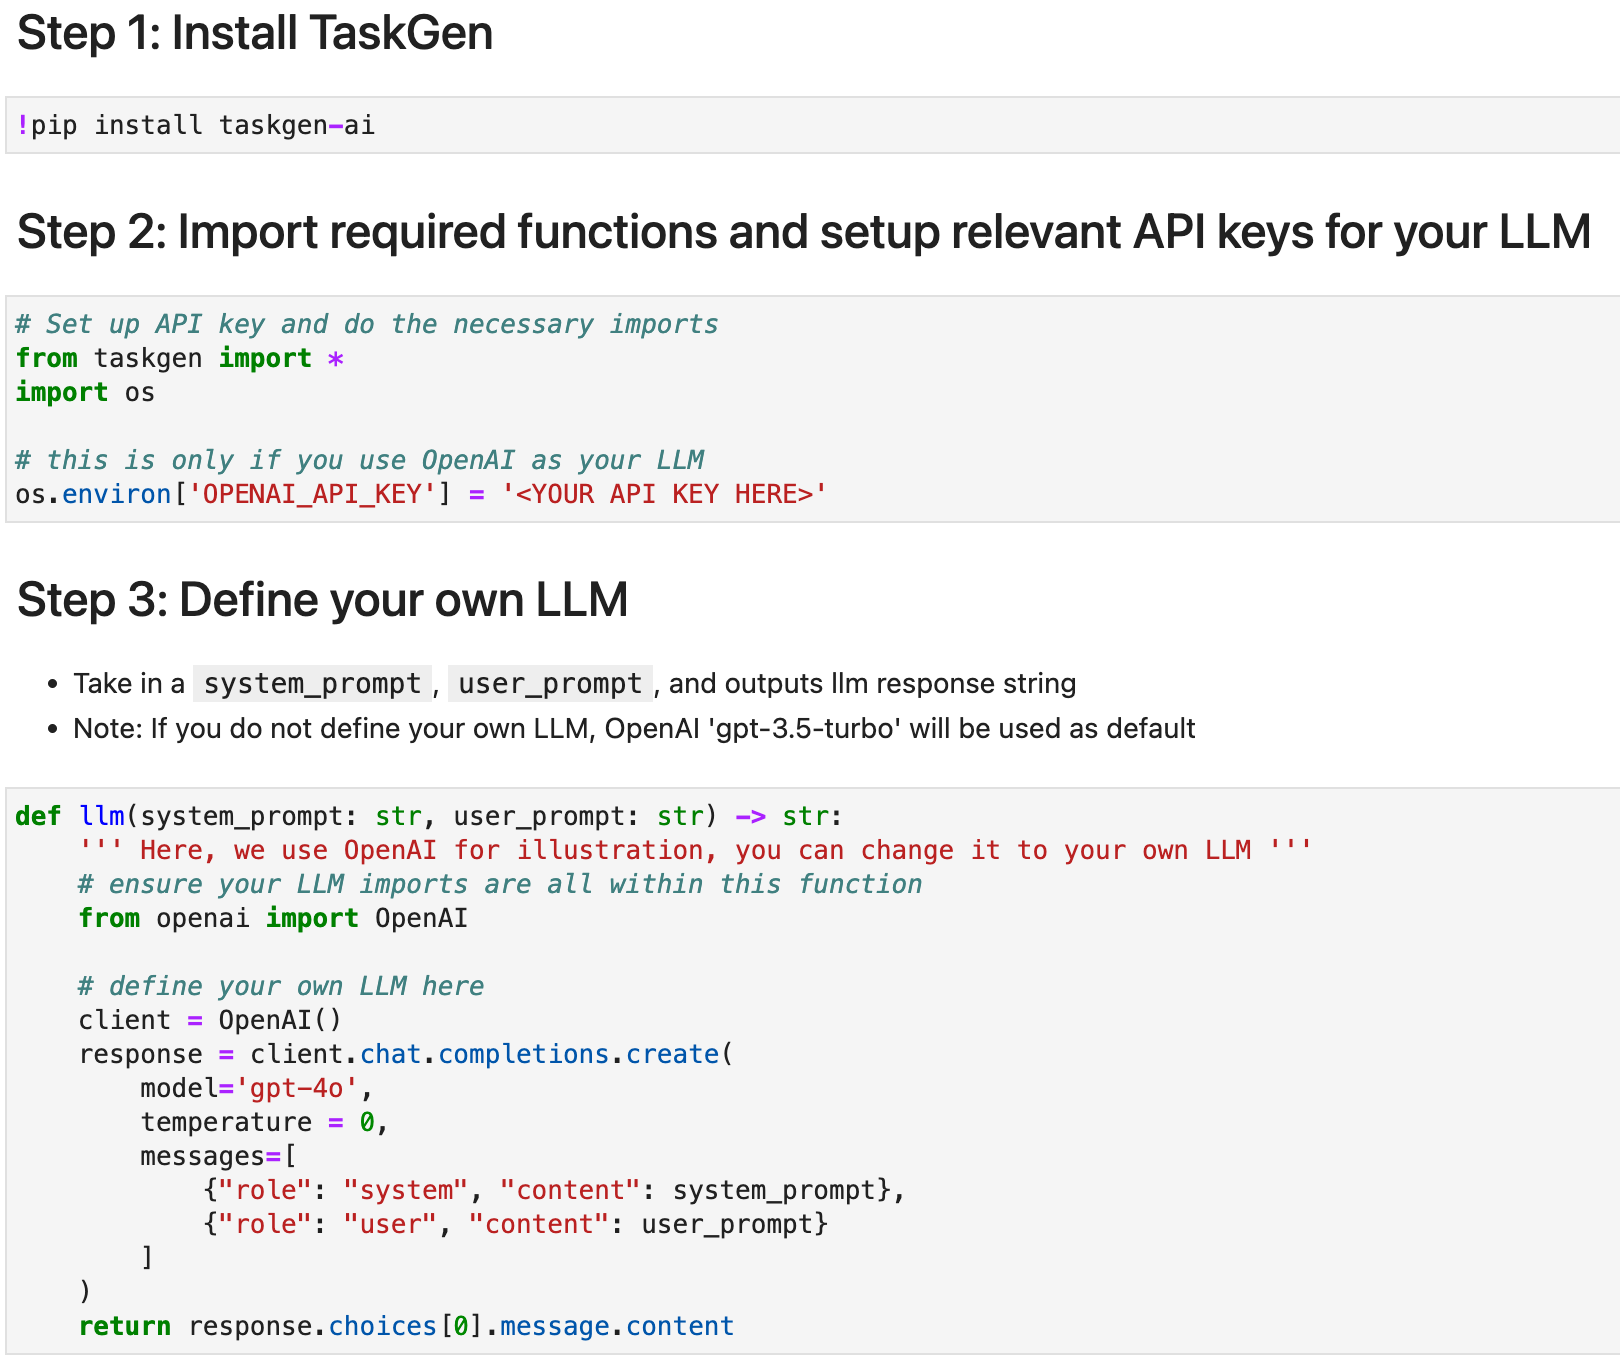 Step 1: Install TaskGen
!pip install taskgen-ai
Step 2: Import required functions and setup relevant API keys for your LLM
# Set up API key and do the necessary imports
from taskgen import *
import os
# this is only if you use OpenAI as your LLM
os.environ['OPENAI_API_KEY'] = '<YOUR API KEY HERE>'
Step 3: Define your own LLM
• Take in a system_prompt, user_prompt, and outputs llm response string
• Note: If you do not define your own LLM, OpenAI 'gpt-3.5-turbo' will be used as default
def llm(system_prompt: str, user_prompt: str) -> str:
    ''' Here, we use OpenAI for illustration, you can change it to your own LLM '''
    # ensure your LLM imports are all within this function
    from openai import OpenAI
    # define your own LLM here
    client = OpenAI()
    response = client.chat.completions.create(
        model='gpt-4o',
        temperature = 0,
        messages=[
            {"role": "system", "content": system_prompt},
            {"role": "user", "content": user_prompt}
        ]
    )
    return response.choices[0].message.content